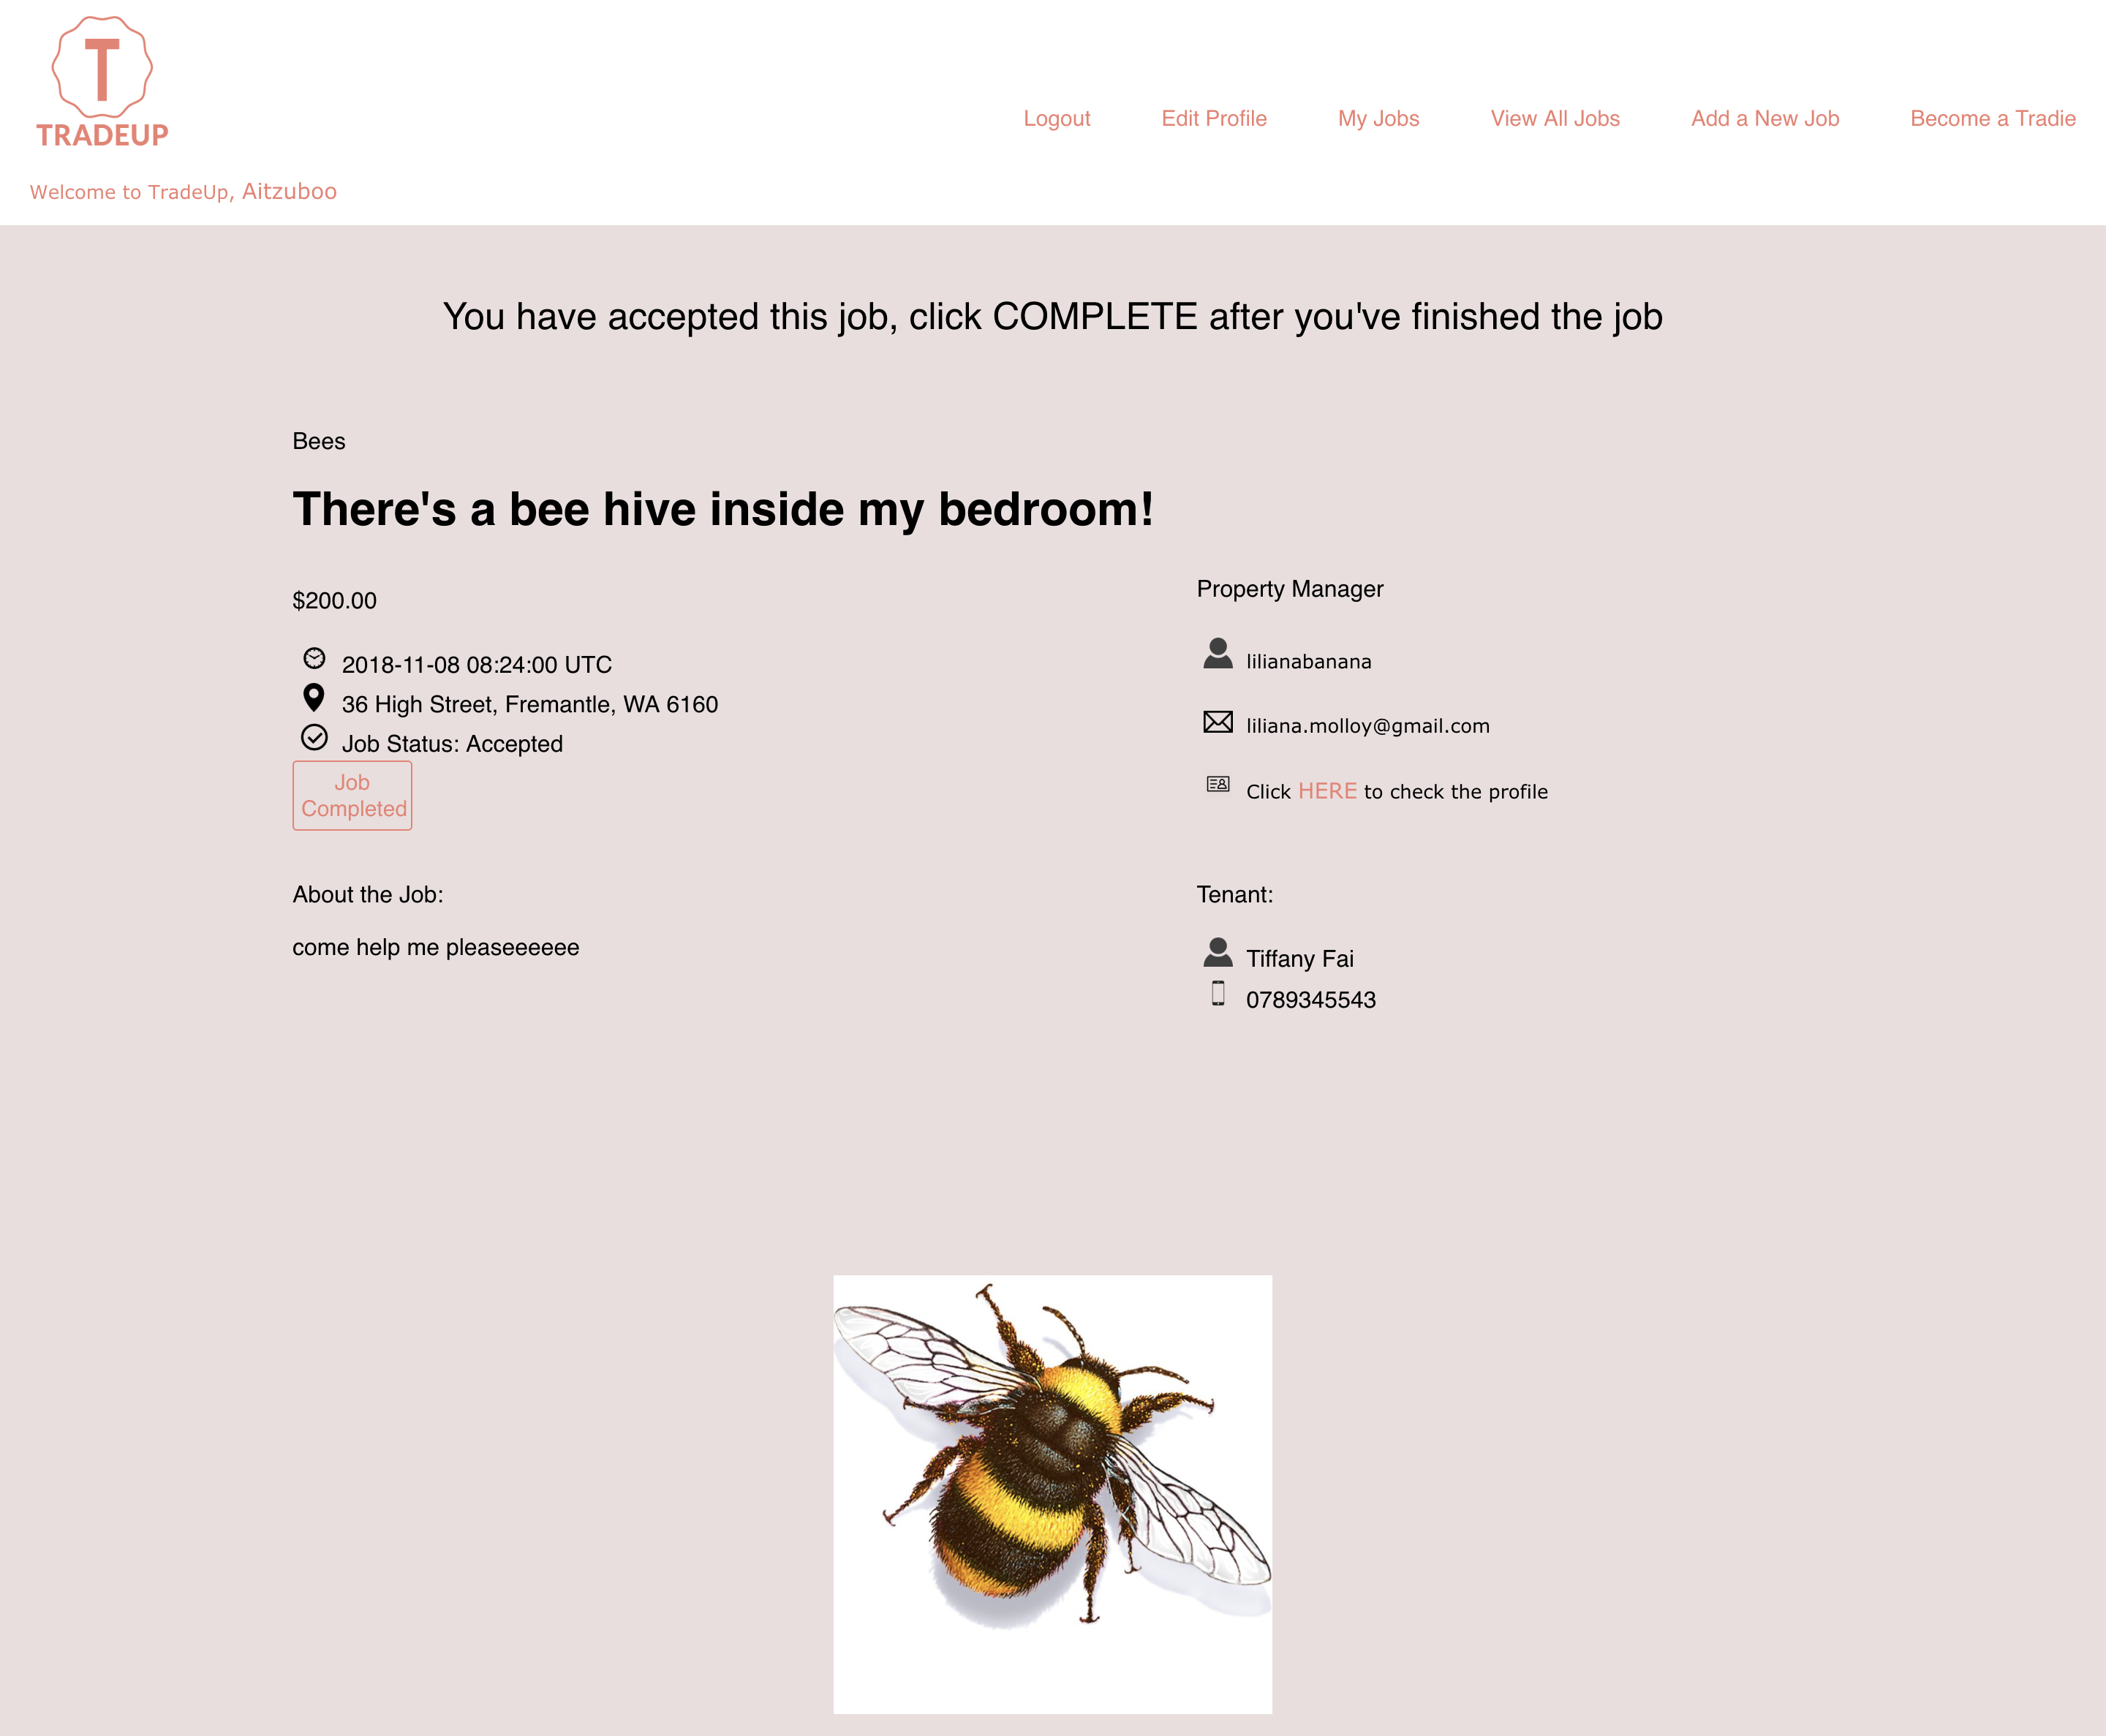 T
TRADEUP
Logout Edit Profile My Jobs View All Jobs Add a New Job Become a Tradie
Welcome to TradeUp, Aitzuboo
You have accepted this job, click COMPLETE after you've finished the job
Bees
There's a bee hive inside my bedroom!
$200.00
2018-11-08 08:24:00 UTC
36 High Street, Fremantle, WA 6160
Job Status: Accepted
Job
Completed
Property Manager
lilianabanana
liliana.molloy@gmail.com
Click HERE to check the profile
About the Job:
come help me pleaseeeeee
Tenant:
Tiffany Fai
0789345543